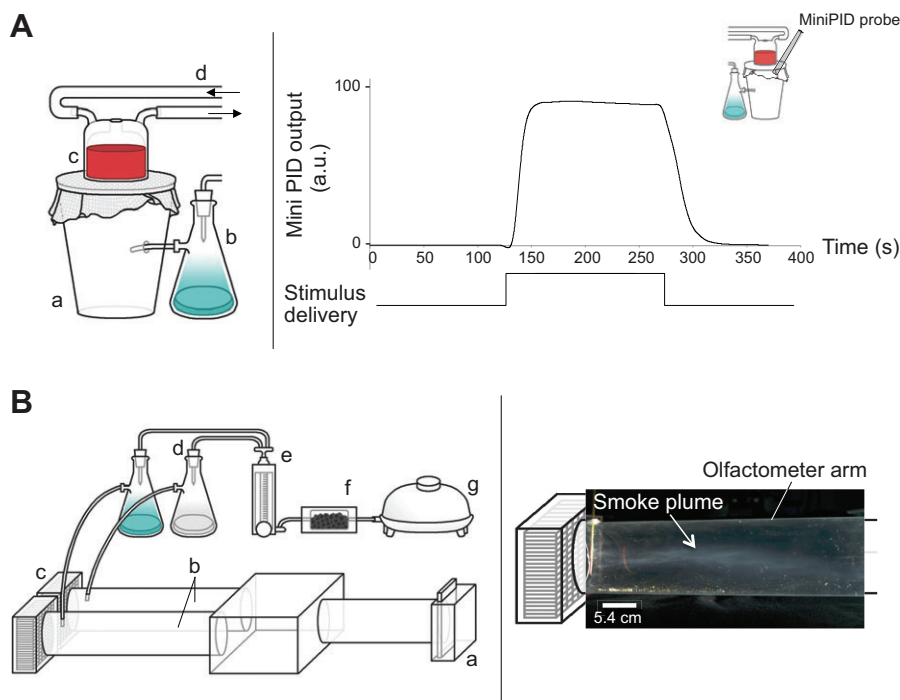 A
d
c
b
a
MiniPID probe
Mini PID output
(a.u.)
100
0
0 50 100 150 200 250 300 350 400
Time (s)
Stimulus
delivery
B
d
e
f
g
c
b
a
Olfactometer arm
Smoke plume
5.4 cm